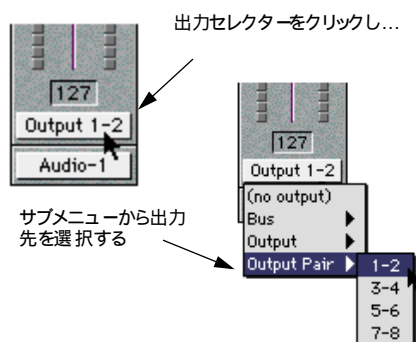 出力セレクターをクリックし...
127
Output 1-2
Audio-1
127
Output 1-2
(no output)
Bus
Output
Output Pair
1-2
3-4
5-6
7-8
サブメニューから出力
先を選択する